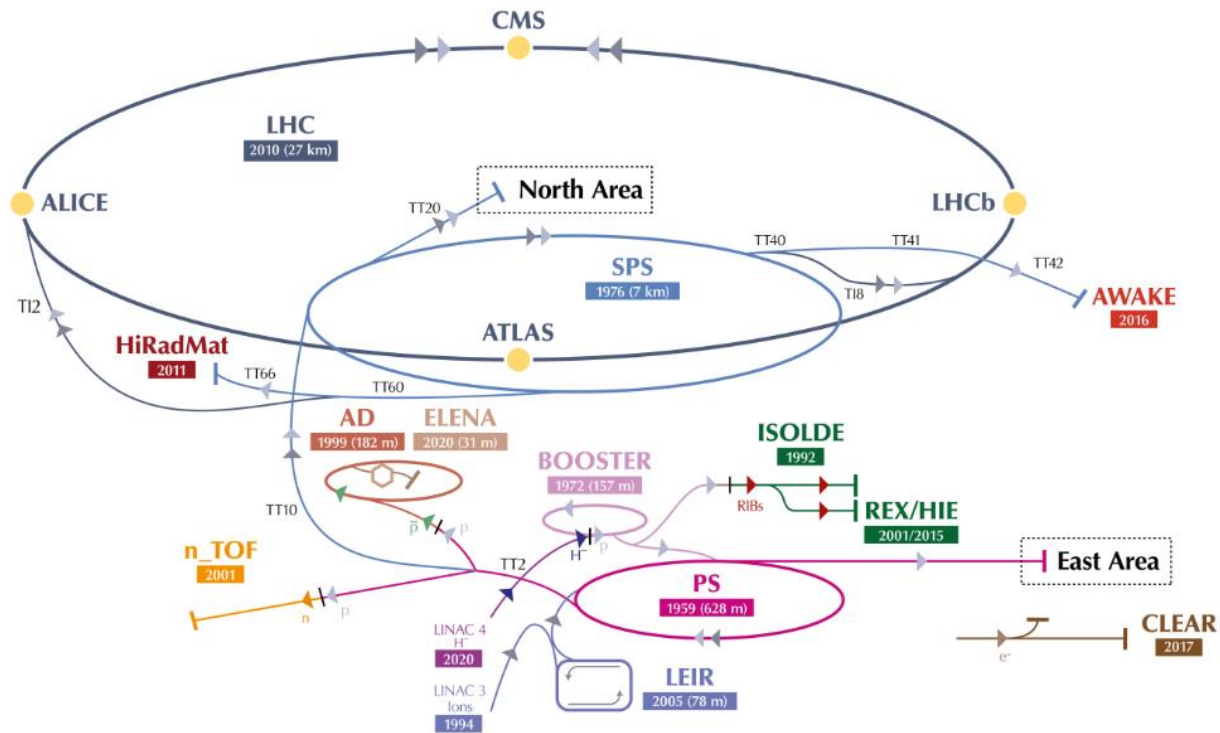 CMS
LHC
2010 (27 km)
North Area
ALICE
LHCb
TT20
TT40
TT41
SPS
1976 (7 km)
TI8
TT42
AWAKE
2016
TI2
ATLAS
HiRadMat
2011
TT66
TT60
AD
1999 (182 m)
ELENA
2020 (31 m)
ISOLDE
1992
BOOSTER
1972 (157 m)
RIBs
REX/HIE
2001/2015
TT10
p̅
p
H⁻
p
East Area
n_TOF
2001
TT2
PS
1959 (628 m)
n
p
LINAC 4
H⁻
2020
CLEAR
2017
e⁻
LEIR
2005 (78 m)
LINAC 3
Ions
1994